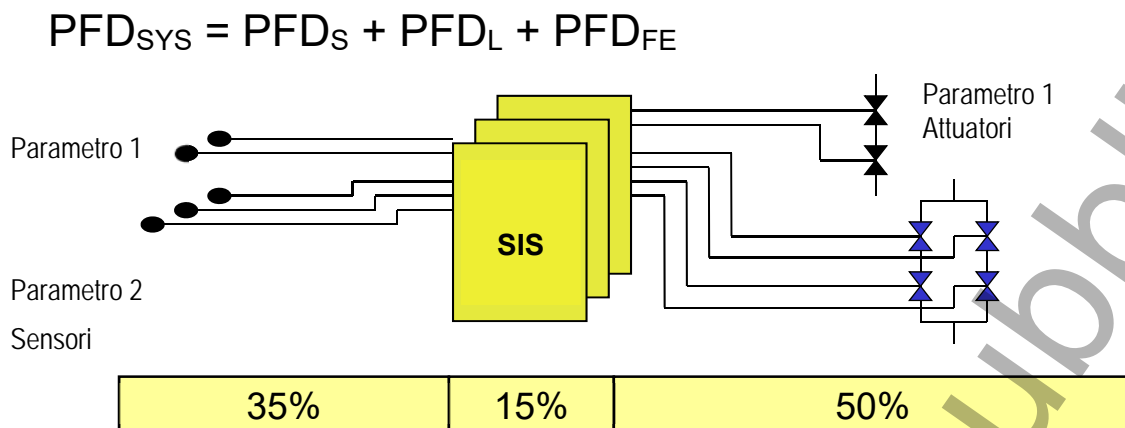 PFDSYS = PFDS + PFDL + PFDFE
Parametro 1
Attuatori
Parametro 1
SIS
Parametro 2
Sensori
35% 15% 50%